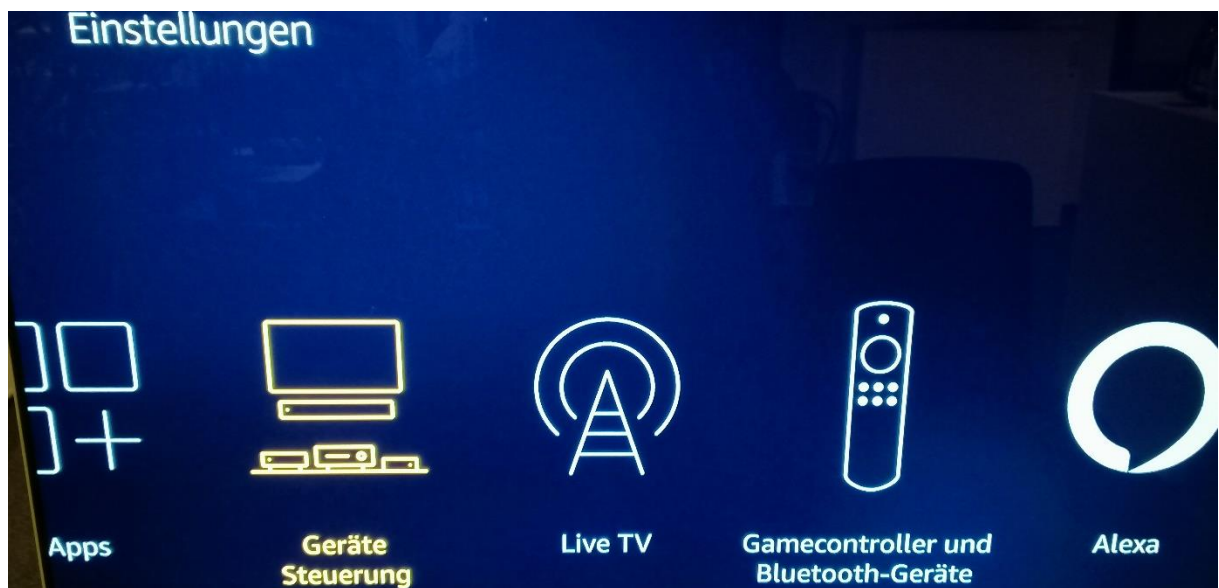 Einstellungen
Apps
Geräte
Steuerung
Live TV
Gamecontroller und
Bluetooth-Geräte
Alexa